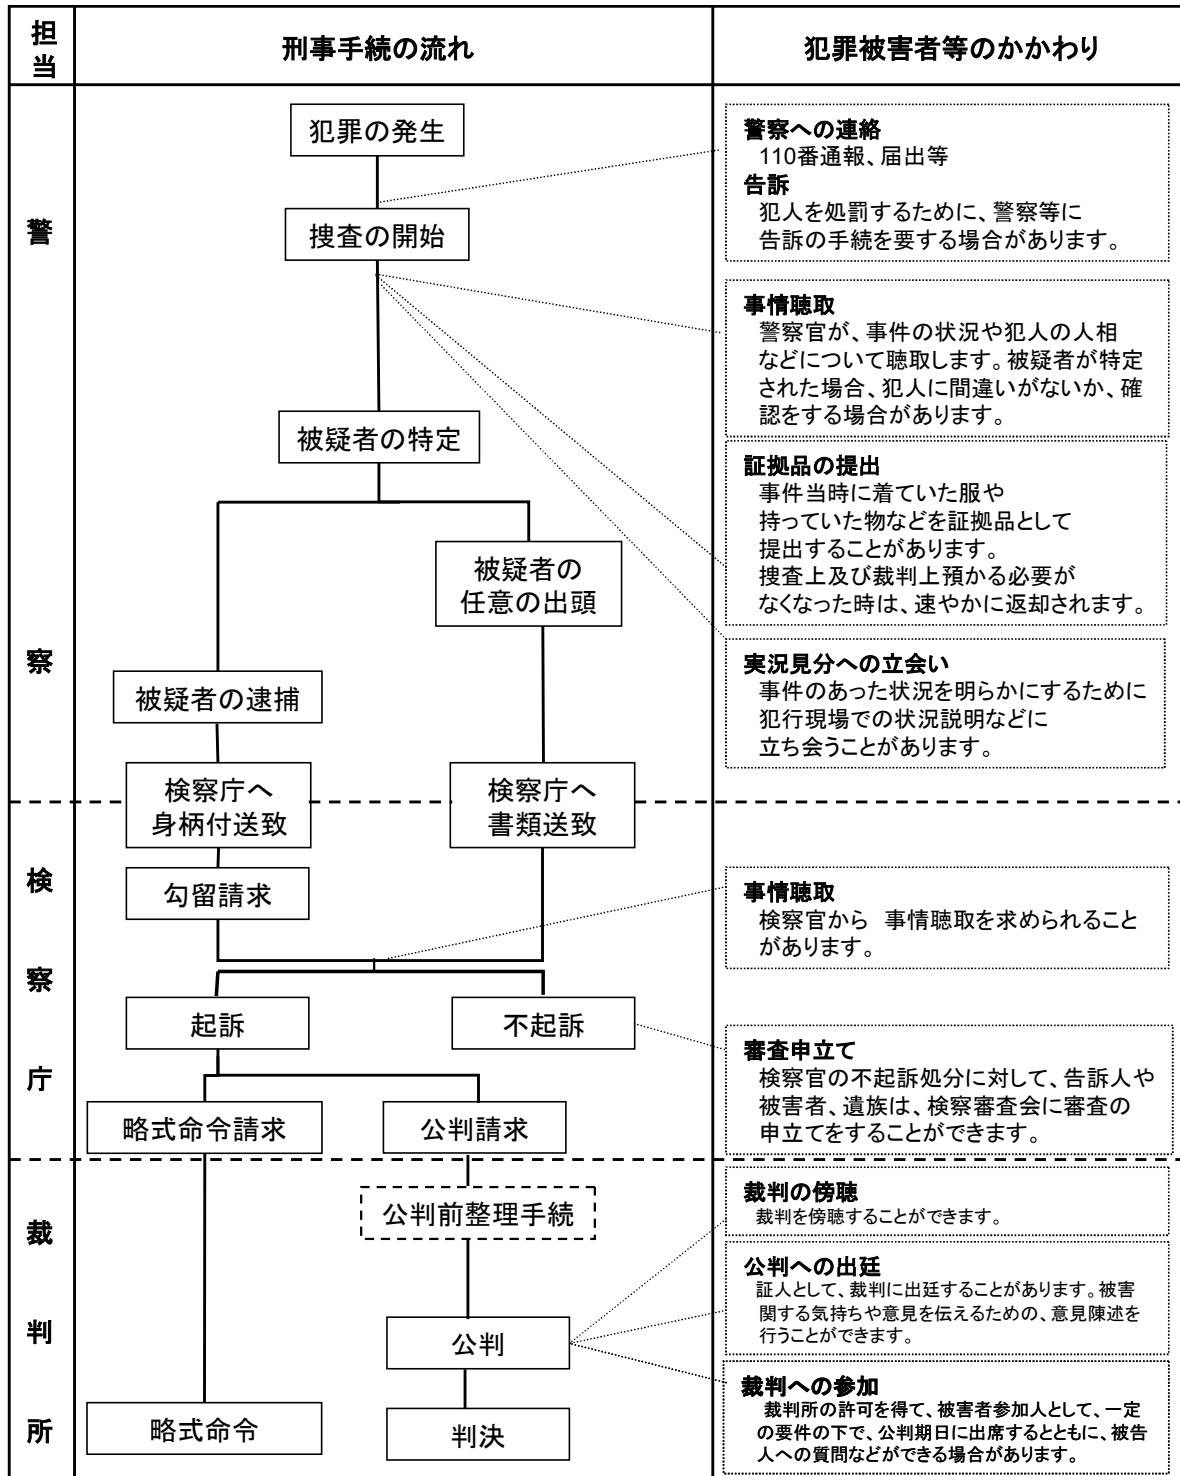 担当
刑事手続の流れ
犯罪被害者等のかかわり
警
察
検
察
庁
裁
判
所
犯罪の発生
捜査の開始
被疑者の特定
被疑者の
任意の出頭
被疑者の逮捕
検察庁へ
身柄付送致
検察庁へ
書類送致
勾留請求
起訴
不起訴
略式命令請求
公判請求
公判前整理手続
公判
略式命令
判決
警察への連絡
110番通報、届出等
告訴
犯人を処罰するために、警察等に
告訴の手続を要する場合があります。
事情聴取
警察官が、事件の状況や犯人の人相
などについて聴取します。被疑者が特定
された場合、犯人に間違いがないか、確
認をする場合があります。
証拠品の提出
事件当時に着ていた服や
持っていた物などを証拠品として
提出することがあります。
捜査上及び裁判上預かる必要が
なくなった時は、速やかに返却されます。
実況見分への立会い
事件のあった状況を明らかにするために
犯行現場での状況説明などに
立ち会うことがあります。
事情聴取
検察官から 事情聴取を求められること
があります。
審査申立て
検察官の不起訴処分に対して、告訴人や
被害者、遺族は、検察審査会に審査の
申立てをすることができます。
裁判の傍聴
裁判を傍聴することができます。
公判への出廷
証人として、裁判に出廷することがあります。被害
関する気持ちや意見を伝えるための、意見陳述を
行うことができます。
裁判への参加
裁判所の許可を得て、被害者参加人として、一定
の要件の下で、公判期日に出席するとともに、被告
人への質問などができる場合があります。